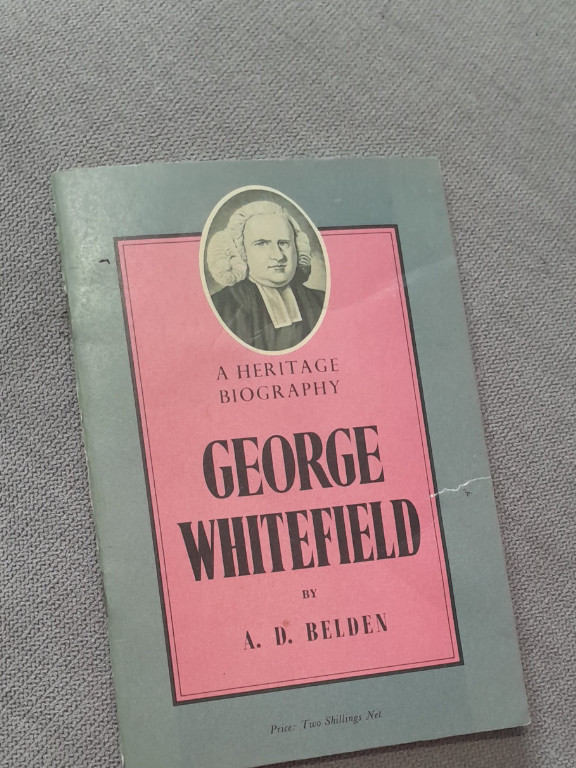 A HERITAGE
BIOGRAPHY
GEORGE
WHITEFIELD
BY
A. D. BELDEN
Price: Two Shillings Net